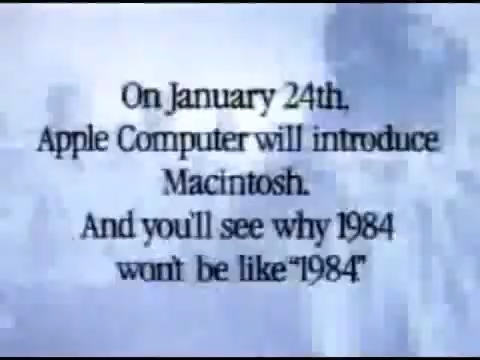 On January 24th,
Apple Computer will introduce
Macintosh.
And you'll see why 1984
won't be like "1984."